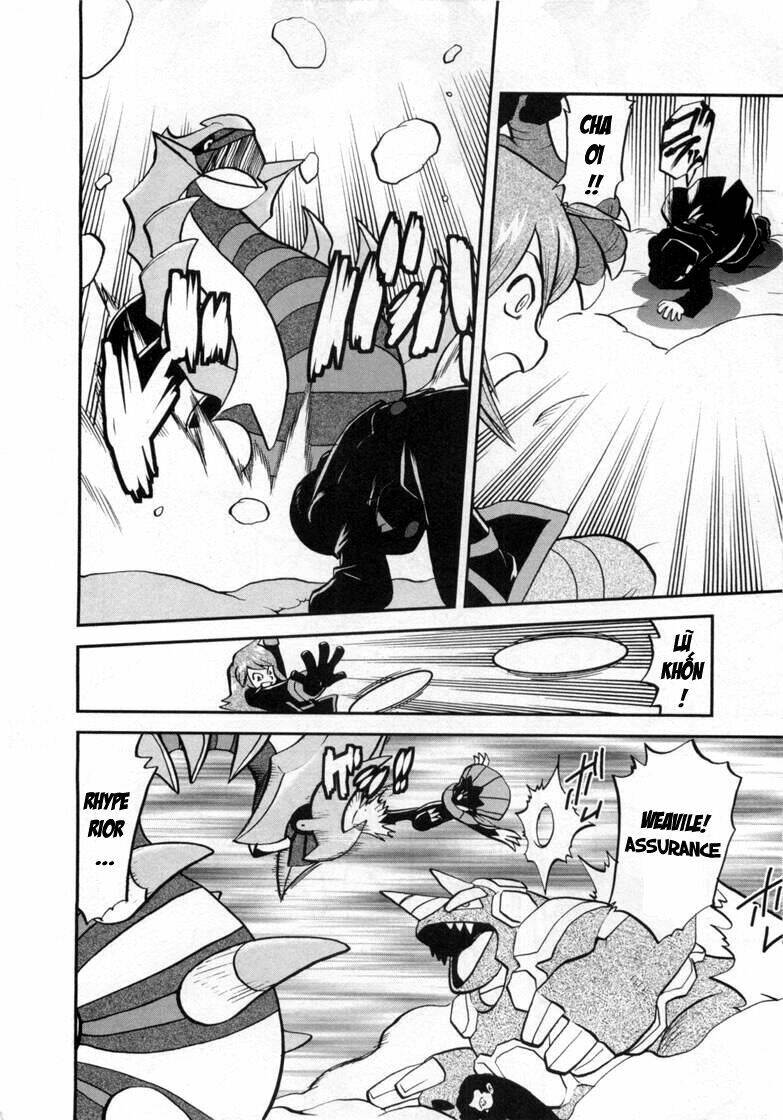 CHA
ƠI
!!
LŨ
KHỐN
!
WEAVILE!
ASSURANCE
RHYPE
RIOR
...